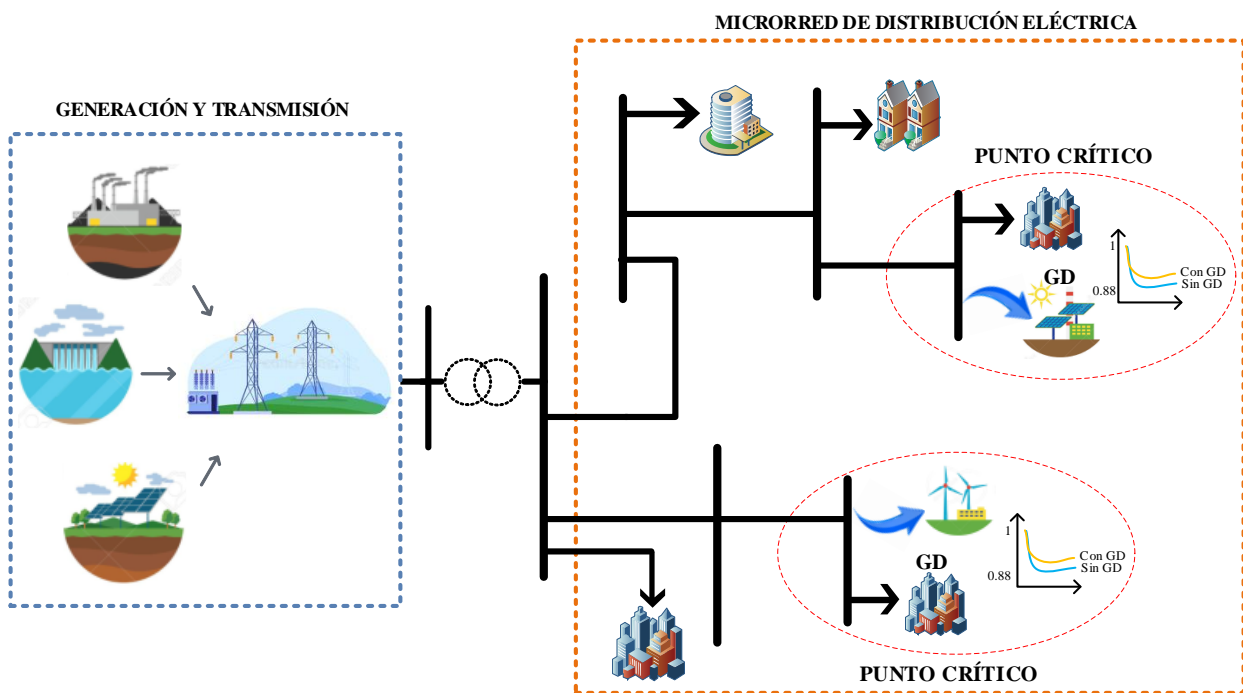 MICRORRED DE DISTRIBUCIÓN ELÉCTRICA
GENERACIÓN Y TRANSMISIÓN
PUNTO CRÍTICO
GD
1
Con GD
Sin GD
0.88
GD
1
Con GD
Sin GD
0.88
PUNTO CRÍTICO